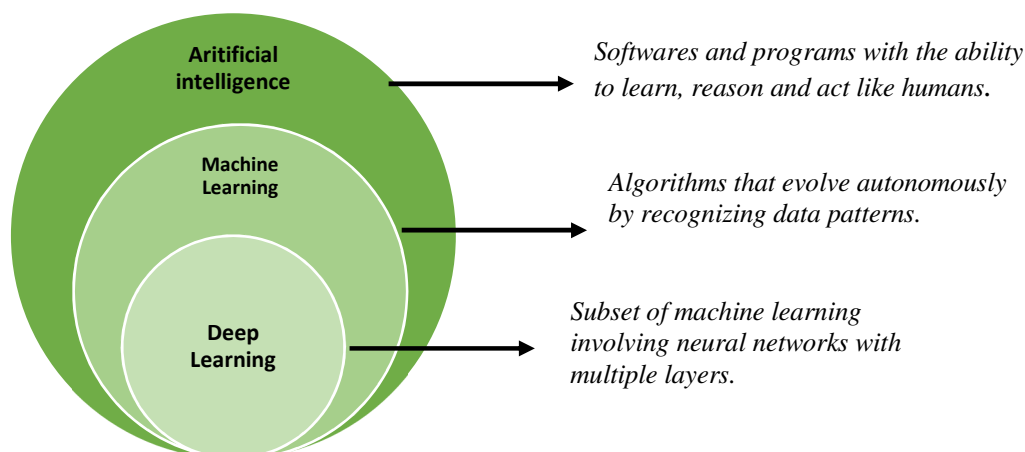 Aritificial
intelligence
Softwares and programs with the ability
to learn, reason and act like humans.
Machine
Learning
Algorithms that evolve autonomously
by recognizing data patterns.
Deep
Learning
Subset of machine learning
involving neural networks with
multiple layers.